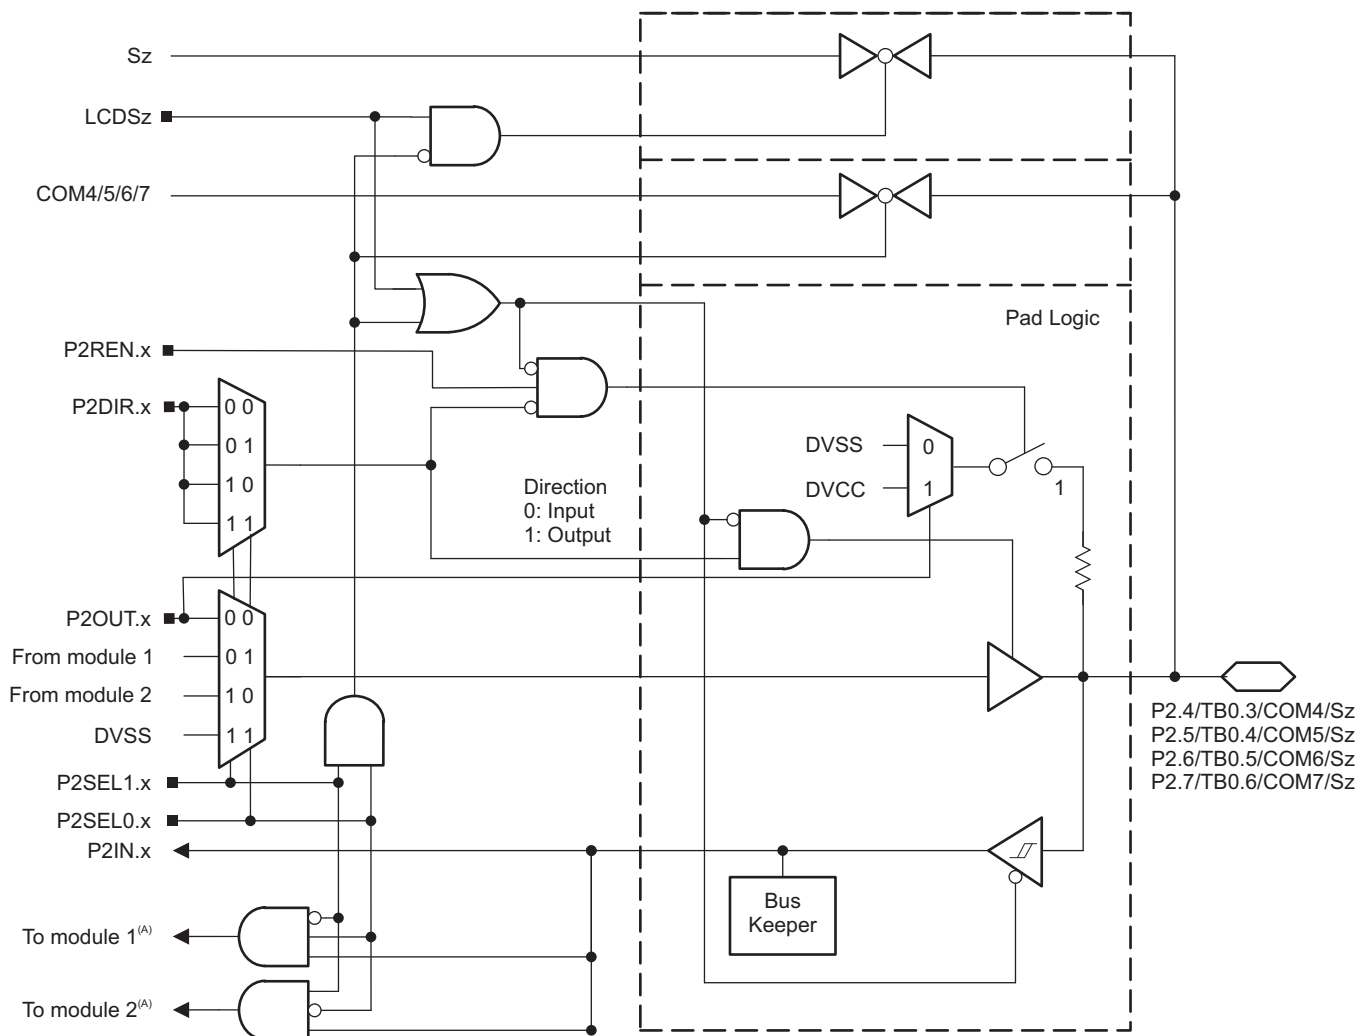 Sz
LCDSz
COM4/5/6/7
Pad Logic
P2REN.x
P2DIR.x
0 0
0 1
1 0
1 1
Direction
0: Input
1: Output
DVSS
0
DVCC
1
1
P2OUT.x
0 0
From module 1
0 1
From module 2
1 0
DVSS
1 1
P2SEL1.x
P2SEL0.x
P2IN.x
P2.4/TB0.3/COM4/Sz
P2.5/TB0.4/COM5/Sz
P2.6/TB0.5/COM6/Sz
P2.7/TB0.6/COM7/Sz
Bus
Keeper
To module 1(A)
To module 2(A)